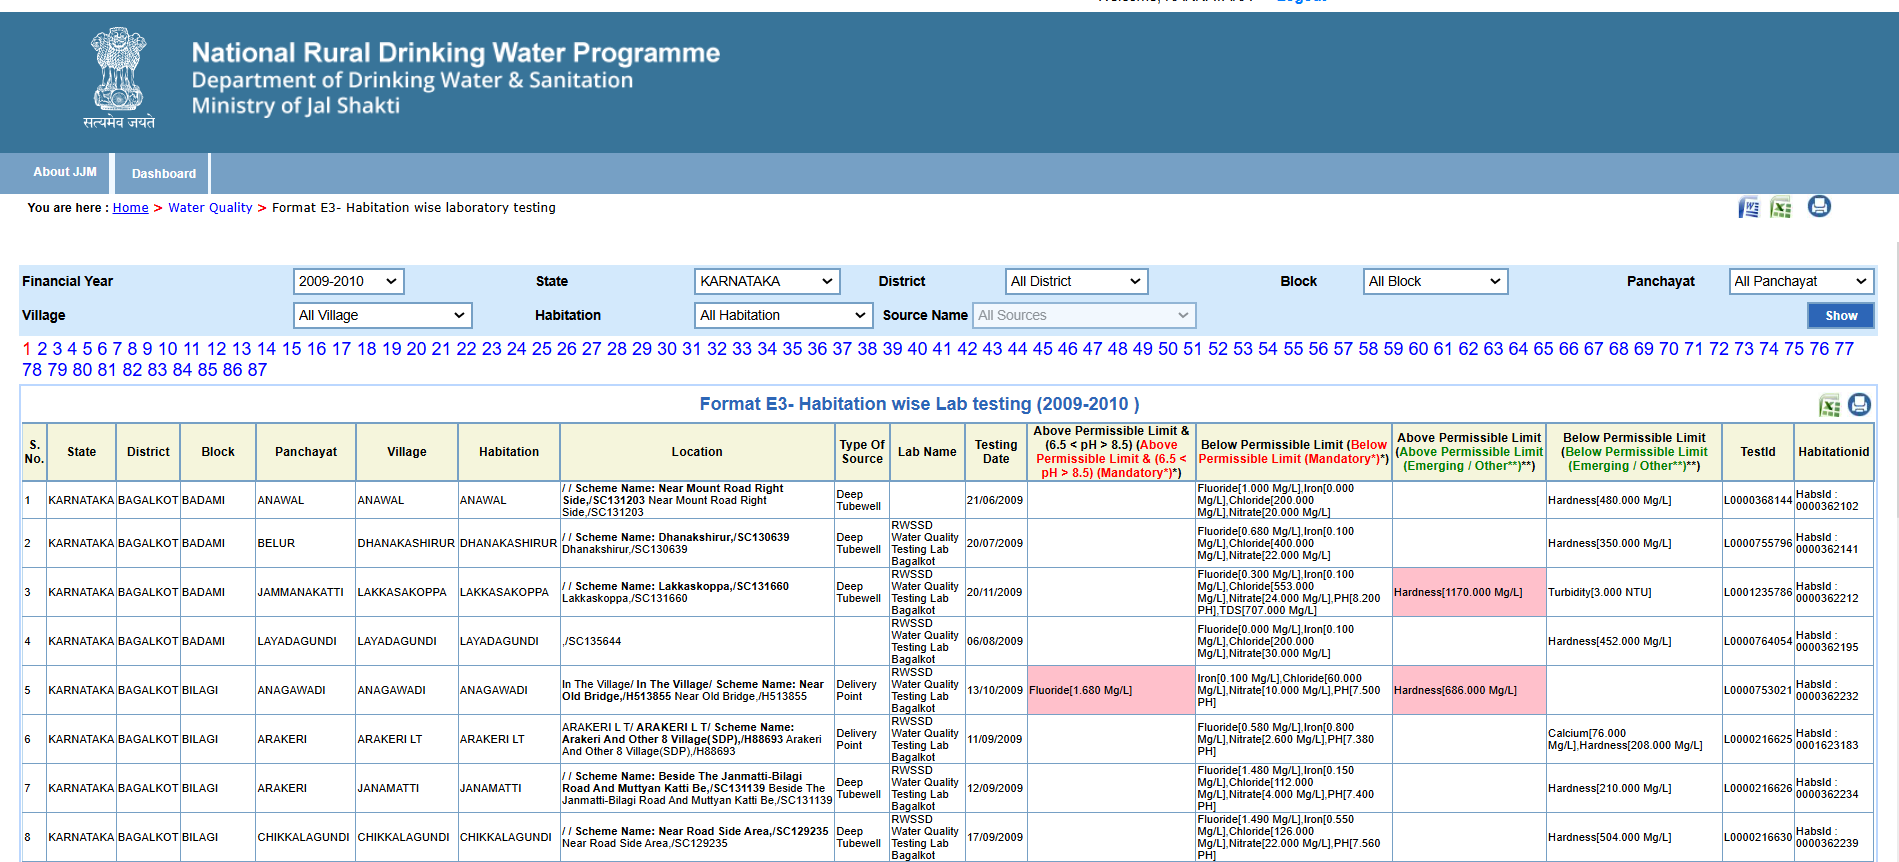 Logout
National Rural Drinking Water Programme
Department of Drinking Water & Sanitation
Ministry of Jal Shakti
सत्यमेव जयते
About JJM Dashboard
You are here : Home > Water Quality > Format E3- Habitation wise laboratory testing
Financial Year 2009-2010 State KARNATAKA District All District Block All Block Panchayat All Panchayat
Village All Village Habitation All Habitation Source Name All Sources Show
1 2 3 4 5 6 7 8 9 10 11 12 13 14 15 16 17 18 19 20 21 22 23 24 25 26 27 28 29 30 31 32 33 34 35 36 37 38 39 40 41 42 43 44 45 46 47 48 49 50 51 52 53 54 55 56 57 58 59 60 61 62 63 64 65 66 67 68 69 70 71 72 73 74 75 76 77
78 79 80 81 82 83 84 85 86 87
Format E3- Habitation wise Lab testing (2009-2010 )
S. No. State District Block Panchayat Village Habitation Location Type Of Source Lab Name Testing Date Above Permissible Limit & (6.5 < pH > 8.5) (Above Permissible Limit & (6.5 < pH > 8.5) (Mandatory*)*) Below Permissible Limit (Below Permissible Limit (Mandatory*)*) Above Permissible Limit (Above Permissible Limit (Emerging / Other**)**) Below Permissible Limit (Below Permissible Limit (Emerging / Other**)**) TestId Habitationid
1 KARNATAKA BAGALKOT BADAMI ANAWAL ANAWAL ANAWAL / / Scheme Name: Near Mount Road Right Side,/SC131203 Near Mount Road Right Side,/SC131203 Deep Tubewell 21/06/2009 Fluoride[1.000 Mg/L],Iron[0.000 Mg/L],Chloride[200.000 Mg/L],Nitrate[20.000 Mg/L] Hardness[480.000 Mg/L] L0000368144 HabsId : 0000362102
2 KARNATAKA BAGALKOT BADAMI BELUR DHANAKASHIRUR DHANAKASHIRUR / / Scheme Name: Dhanakshirur,/SC130639 Dhanakshirur,/SC130639 Deep Tubewell RWSSD Water Quality Testing Lab Bagalkot 20/07/2009 Fluoride[0.680 Mg/L],Iron[0.100 Mg/L],Chloride[400.000 Mg/L],Nitrate[22.000 Mg/L] Hardness[350.000 Mg/L] L0000755796 HabsId : 0000362141
3 KARNATAKA BAGALKOT BADAMI JAMMANAKATTI LAKKASAKOPPA LAKKASAKOPPA / / Scheme Name: Lakkaskoppa,/SC131660 Lakkaskoppa,/SC131660 Deep Tubewell RWSSD Water Quality Testing Lab Bagalkot 20/11/2009 Fluoride[0.300 Mg/L],Iron[0.100 Mg/L],Chloride[553.000 Mg/L],Nitrate[24.000 Mg/L],PH[8.200 PH],TDS[707.000 Mg/L] Hardness[1170.000 Mg/L] Turbidity[3.000 NTU] L0001235786 HabsId : 0000362212
4 KARNATAKA BAGALKOT BADAMI LAYADAGUNDI LAYADAGUNDI LAYADAGUNDI ,/SC135644 RWSSD Water Quality Testing Lab Bagalkot 06/08/2009 Fluoride[0.000 Mg/L],Iron[0.100 Mg/L],Chloride[200.000 Mg/L],Nitrate[30.000 Mg/L] Hardness[452.000 Mg/L] L0000764054 HabsId : 0000362195
5 KARNATAKA BAGALKOT BILAGI ANAGAWADI ANAGAWADI ANAGAWADI In The Village/ In The Village/ Scheme Name: Near Old Bridge,/H513855 Near Old Bridge,/H513855 Delivery Point RWSSD Water Quality Testing Lab Bagalkot 13/10/2009 Fluoride[1.680 Mg/L] Iron[0.100 Mg/L],Chloride[60.000 Mg/L],Nitrate[10.000 Mg/L],PH[7.500 PH] Hardness[686.000 Mg/L] L0000753021 HabsId : 0000362232
6 KARNATAKA BAGALKOT BILAGI ARAKERI ARAKERI LT ARAKERI LT ARAKERI L T/ ARAKERI L T/ Scheme Name: Arakeri And Other 8 Village(SDP),/H88693 Arakeri And Other 8 Village(SDP),/H88693 Delivery Point RWSSD Water Quality Testing Lab Bagalkot 11/09/2009 Fluoride[0.580 Mg/L],Iron[0.800 Mg/L],Nitrate[2.600 Mg/L],PH[7.380 PH] Calcium[76.000 Mg/L],Hardness[208.000 Mg/L] L0000216625 HabsId : 0001623183
7 KARNATAKA BAGALKOT BILAGI ARAKERI JANAMATTI JANAMATTI / / Scheme Name: Beside The Janmatti-Bilagi Road And Muttyan Katti Be,/SC131139 Beside The Janmatti-Bilagi Road And Muttyan Katti Be,/SC131139 Deep Tubewell RWSSD Water Quality Testing Lab Bagalkot 12/09/2009 Fluoride[1.480 Mg/L],Iron[0.150 Mg/L],Chloride[112.000 Mg/L],Nitrate[4.000 Mg/L],PH[7.400 PH] Hardness[210.000 Mg/L] L0000216626 HabsId : 0000362234
8 KARNATAKA BAGALKOT BILAGI CHIKKALAGUNDI CHIKKALAGUNDI CHIKKALAGUNDI / / Scheme Name: Near Road Side Area,/SC129235 Near Road Side Area,/SC129235 Deep Tubewell RWSSD Water Quality Testing Lab Bagalkot 17/09/2009 Fluoride[1.490 Mg/L],Iron[0.550 Mg/L],Chloride[126.000 Mg/L],Nitrate[22.000 Mg/L],PH[7.560 PH] Hardness[504.000 Mg/L] L0000216630 HabsId : 0000362239